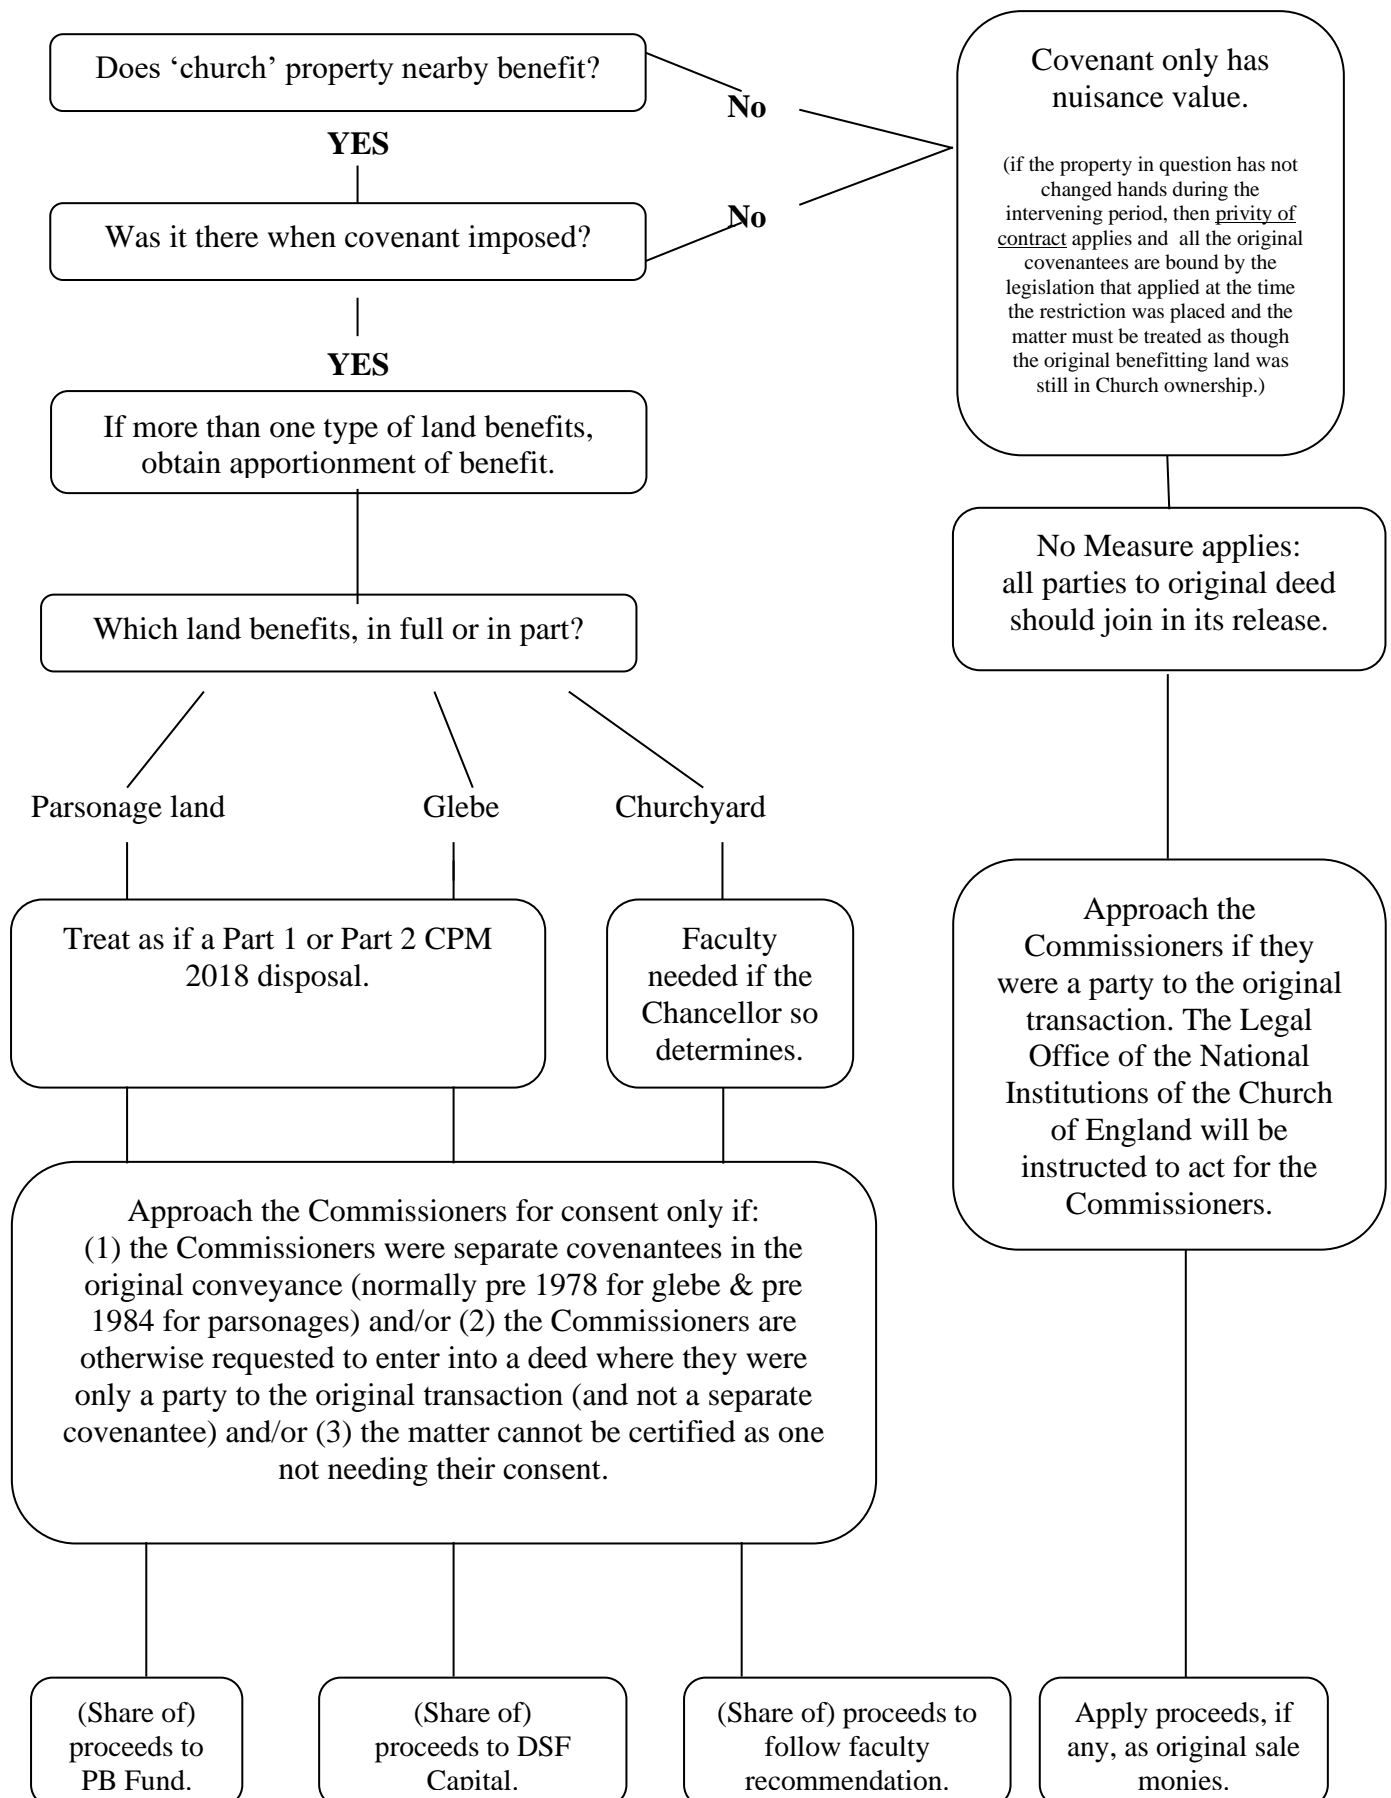 Does ‘church’ property nearby benefit?
No
YES
Was it there when covenant imposed?
No
YES
If more than one type of land benefits,
obtain apportionment of benefit.
Which land benefits, in full or in part?
Parsonage land
Glebe
Churchyard
Treat as if a Part 1 or Part 2 CPM
2018 disposal.
Faculty
needed if the
Chancellor so
determines.
Approach the Commissioners for consent only if:
(1) the Commissioners were separate covenantees in the
original conveyance (normally pre 1978 for glebe & pre
1984 for parsonages) and/or (2) the Commissioners are
otherwise requested to enter into a deed where they were
only a party to the original transaction (and not a separate
covenantee) and/or (3) the matter cannot be certified as one
not needing their consent.
(Share of)
proceeds to
PB Fund.
(Share of)
proceeds to DSF
Capital.
(Share of) proceeds to
follow faculty
recommendation.
Covenant only has
nuisance value.
(if the property in question has not
changed hands during the
intervening period, then privity of
contract applies and all the original
covenantees are bound by the
legislation that applied at the time
the restriction was placed and the
matter must be treated as though
the original benefitting land was
still in Church ownership.)
No Measure applies:
all parties to original deed
should join in its release.
Approach the
Commissioners if they
were a party to the original
transaction. The Legal
Office of the National
Institutions of the Church
of England will be
instructed to act for the
Commissioners.
Apply proceeds, if
any, as original sale
monies.